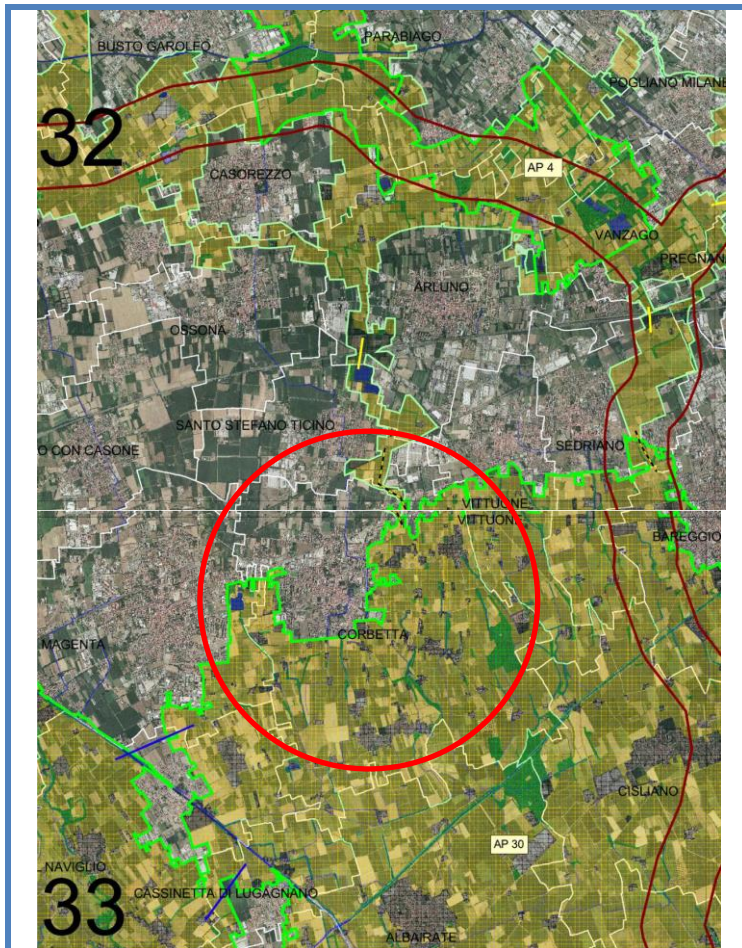 BUSTO GAROLFO
PARABIAGO
POGLIANO MILANE
32
AP 4
CASOREZZO
VANZAGO
PREGNAN
ARLUNO
OSSONA
SANTO STEFANO TICINO
SEDRIANO
O CON CASONE
VITTUONE
VITTUONE
BAREGGIO
CORBETTA
MAGENTA
CISLIANO
AP 30
L NAVIGLIO
33
CASSINETTA DI LUGAGNANO
ALBAIRATE